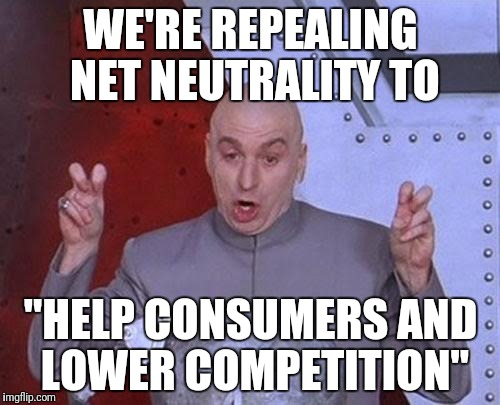 WE'RE REPEALING
NET NEUTRALITY TO
"HELP CONSUMERS AND
LOWER COMPETITION"
imgflip.com